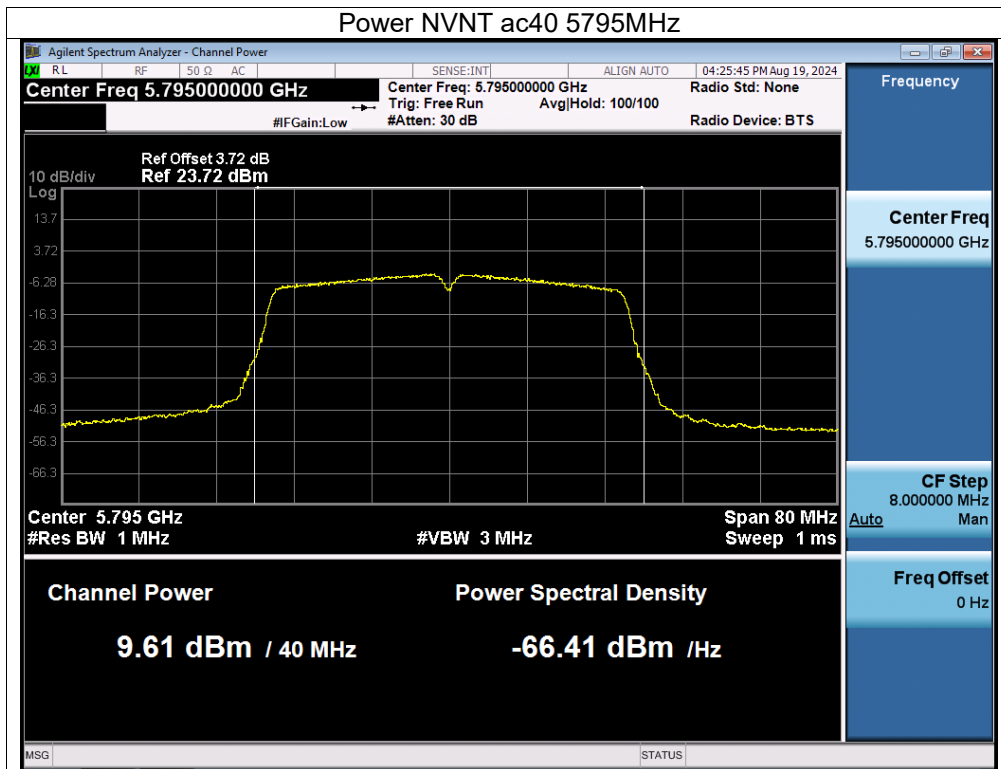 Power NVNT ac40 5795MHz
Agilent Spectrum Analyzer - Channel Power
LXI RL RF 50 Ω AC SENSE:INT ALIGN AUTO 04:25:45 PM Aug 19, 2024
Center Freq 5.795000000 GHz
Center Freq: 5.795000000 GHz
Radio Std: None
Trig: Free Run Avg|Hold: 100/100
#IFGain:Low
#Atten: 30 dB
Radio Device: BTS
Ref Offset 3.72 dB
10 dB/div Ref 23.72 dBm
Log
13.7
3.72
-6.28
-16.3
-26.3
-36.3
-46.3
-56.3
-66.3
Center 5.795 GHz Span 80 MHz
#Res BW 1 MHz #VBW 3 MHz Sweep 1 ms
Channel Power Power Spectral Density
9.61 dBm / 40 MHz -66.41 dBm /Hz
Frequency
Center Freq
5.795000000 GHz
CF Step
8.000000 MHz
Auto Man
Freq Offset
0 Hz
MSG STATUS